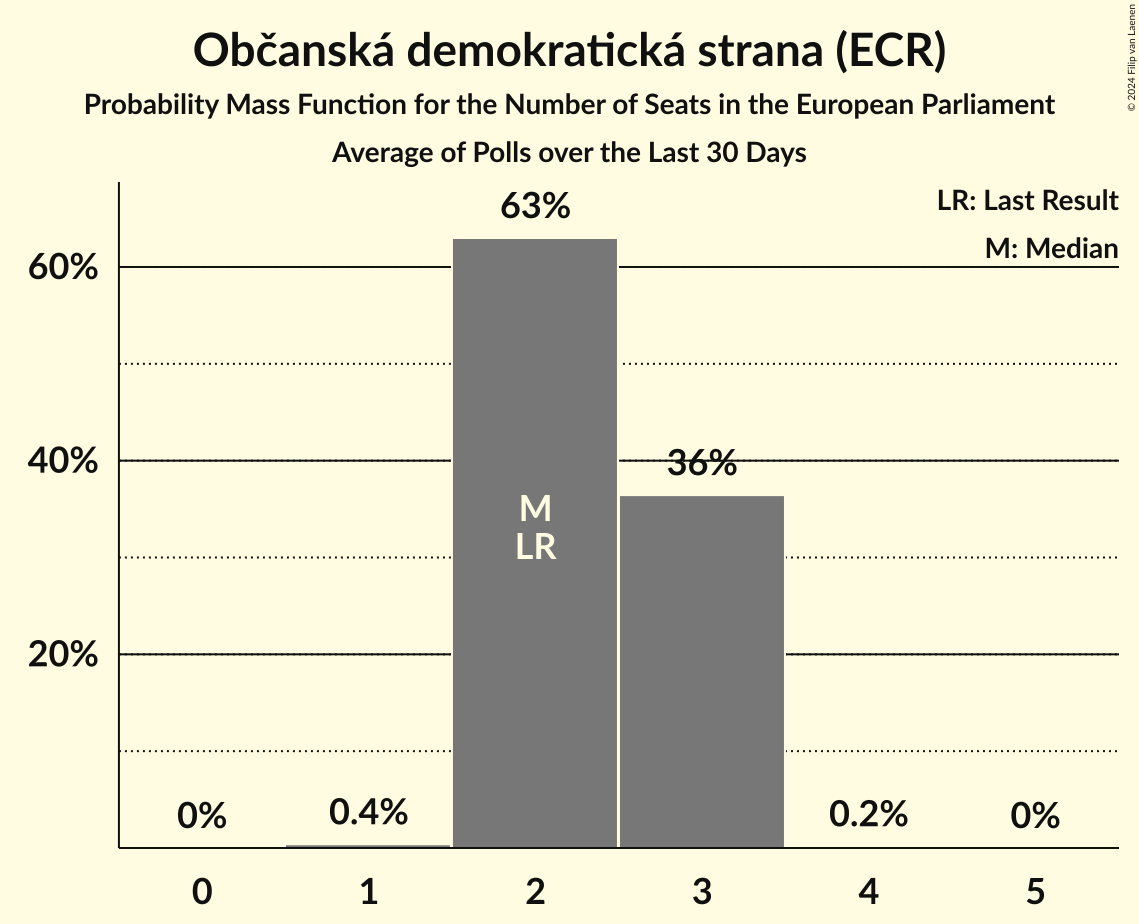 Občanská demokratická strana (ECR)
Probability Mass Function for the Number of Seats in the European Parliament
Average of Polls over the Last 30 Days
© 2024 Filip van Laenen
LR: Last Result
M: Median
63%
60%
40%
36%
M
LR
20%
0%
0.4%
0.2%
0%
0 1 2 3 4 5